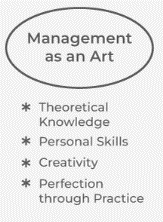 Management
as an Art
* Theoretical
Knowledge
* Personal Skills
* Creativity
* Perfection
through Practice